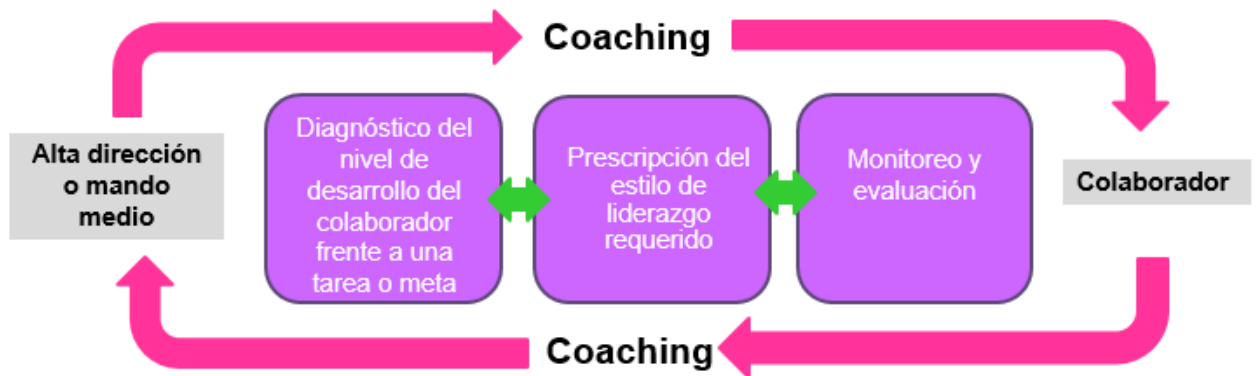 Coaching
Alta dirección
o mando
medio
Diagnóstico del
nivel de
desarrollo del
colaborador
frente a una
tarea o meta
Prescripción del
estilo de
liderazgo
requerido
Monitoreo y
evaluación
Colaborador
Coaching